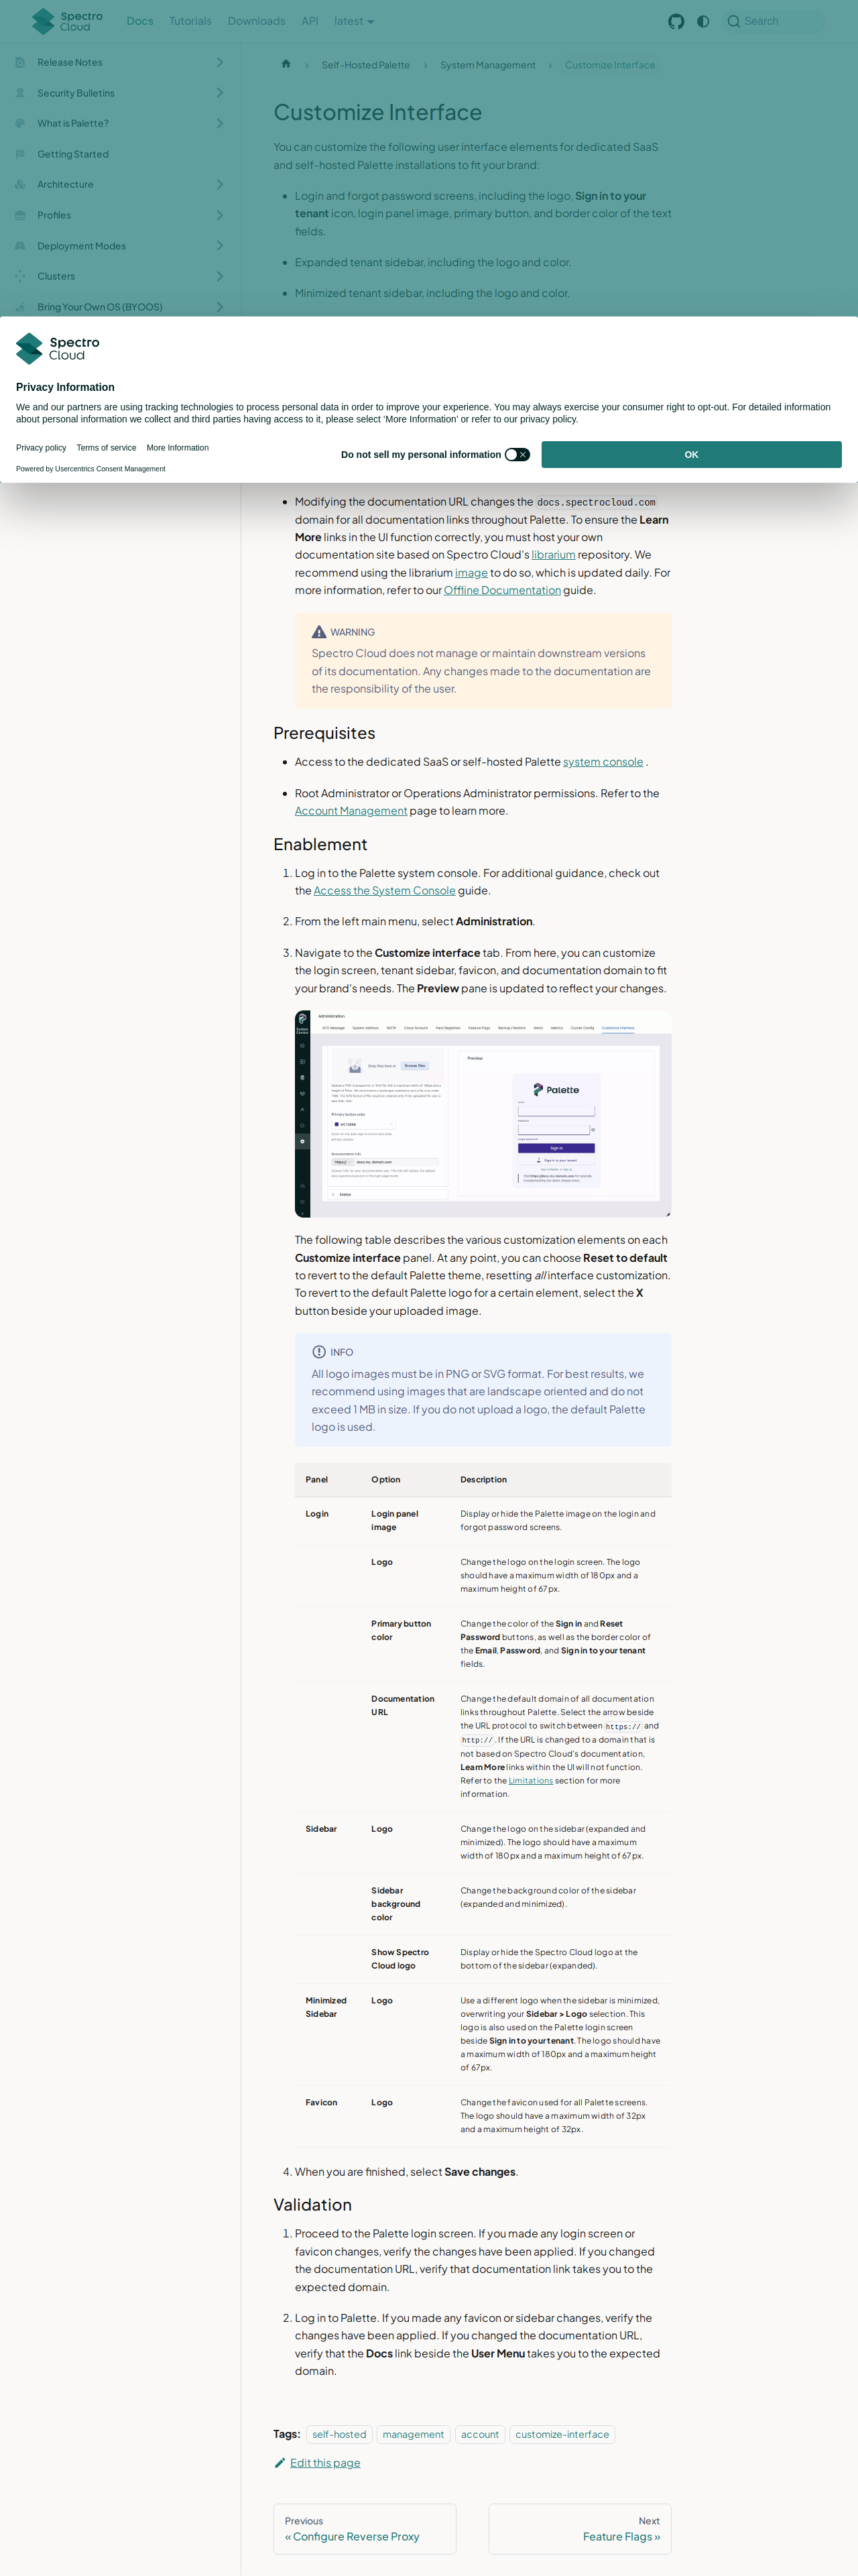 Spectro Cloud
Docs
Tutorials
Downloads
API
latest
Search
Release Notes
Security Bulletins
What is Palette?
Getting Started
Architecture
Profiles
Deployment Modes
Clusters
Bring Your Own OS (BYOOS)
Self-Hosted Palette
System Management
Customize Interface
Customize Interface
You can customize the following user interface elements for dedicated SaaS
and self-hosted Palette installations to fit your brand:
Login and forgot password screens, including the logo, Sign in to your
tenant icon, login panel image, primary button, and border color of the text
fields.
Expanded tenant sidebar, including the logo and color.
Minimized tenant sidebar, including the logo and color.
Spectro Cloud
Privacy Information
We and our partners are using tracking technologies to process personal data in order to improve your experience. You may always exercise your consumer right to opt-out. For detailed information
about personal information we collect and third parties having access to it, please select ‘More Information’ or refer to our privacy policy.
Privacy policy
Terms of service
More Information
Powered by Usercentrics Consent Management
Do not sell my personal information
OK
Modifying the documentation URL changes the docs.spectrocloud.com
domain for all documentation links throughout Palette. To ensure the Learn
More links in the UI function correctly, you must host your own
documentation site based on Spectro Cloud's librarium repository. We
recommend using the librarium image to do so, which is updated daily. For
more information, refer to our Offline Documentation guide.
WARNING
Spectro Cloud does not manage or maintain downstream versions
of its documentation. Any changes made to the documentation are
the responsibility of the user.
Prerequisites
Access to the dedicated SaaS or self-hosted Palette system console .
Root Administrator or Operations Administrator permissions. Refer to the
Account Management page to learn more.
Enablement
1. Log in to the Palette system console. For additional guidance, check out
the Access the System Console guide.
2. From the left main menu, select Administration.
3. Navigate to the Customize interface tab. From here, you can customize
the login screen, tenant sidebar, favicon, and documentation domain to fit
your brand's needs. The Preview pane is updated to reflect your changes.
Administration
System Address
SMTP
Cloud Account
Feature Flags
Backup / Restore
Alerts
Metrics
Cluster Config
Customize interface
Drop files here or
Browse files
Preview
Palette
Primary button color
Sign in
Sign in to your tenant
Documentation URL
https://
docs.my-domain.com
Sidebar
The following table describes the various customization elements on each
Customize interface panel. At any point, you can choose Reset to default
to revert to the default Palette theme, resetting all interface customization.
To revert to the default Palette logo for a certain element, select the X
button beside your uploaded image.
INFO
All logo images must be in PNG or SVG format. For best results, we
recommend using images that are landscape oriented and do not
exceed 1 MB in size. If you do not upload a logo, the default Palette
logo is used.
Panel
Option
Description
Login
Login panel
image
Display or hide the Palette image on the login and
forgot password screens.
Logo
Change the logo on the login screen. The logo
should have a maximum width of 180px and a
maximum height of 67px.
Primary button
color
Change the color of the Sign in and Reset
Password buttons, as well as the border color of
the Email, Password, and Sign in to your tenant
fields.
Documentation
URL
Change the default domain of all documentation
links throughout Palette. Select the arrow beside
the URL protocol to switch between https:// and
http://. If the URL is changed to a domain that is
not based on Spectro Cloud's documentation,
Learn More links within the UI will not function.
Refer to the Limitations section for more
information.
Sidebar
Logo
Change the logo on the sidebar (expanded and
minimized). The logo should have a maximum
width of 180px and a maximum height of 67px.
Sidebar
background
color
Change the background color of the sidebar
(expanded and minimized).
Show Spectro
Cloud logo
Display or hide the Spectro Cloud logo at the
bottom of the sidebar (expanded).
Minimized
Sidebar
Logo
Use a different logo when the sidebar is minimized,
overwriting your Sidebar > Logo selection. This
logo is also used on the Palette login screen
beside Sign in to your tenant. The logo should have
a maximum width of 180px and a maximum height
of 67px.
Favicon
Logo
Change the favicon used for all Palette screens.
The logo should have a maximum width of 32px
and a maximum height of 32px.
4. When you are finished, select Save changes.
Validation
1. Proceed to the Palette login screen. If you made any login screen or
favicon changes, verify the changes have been applied. If you changed
the documentation URL, verify that documentation link takes you to the
expected domain.
2. Log in to Palette. If you made any favicon or sidebar changes, verify the
changes have been applied. If you changed the documentation URL,
verify that the Docs link beside the User Menu takes you to the expected
domain.
Tags:
self-hosted
management
account
customize-interface
Edit this page
Previous
« Configure Reverse Proxy
Next
Feature Flags »